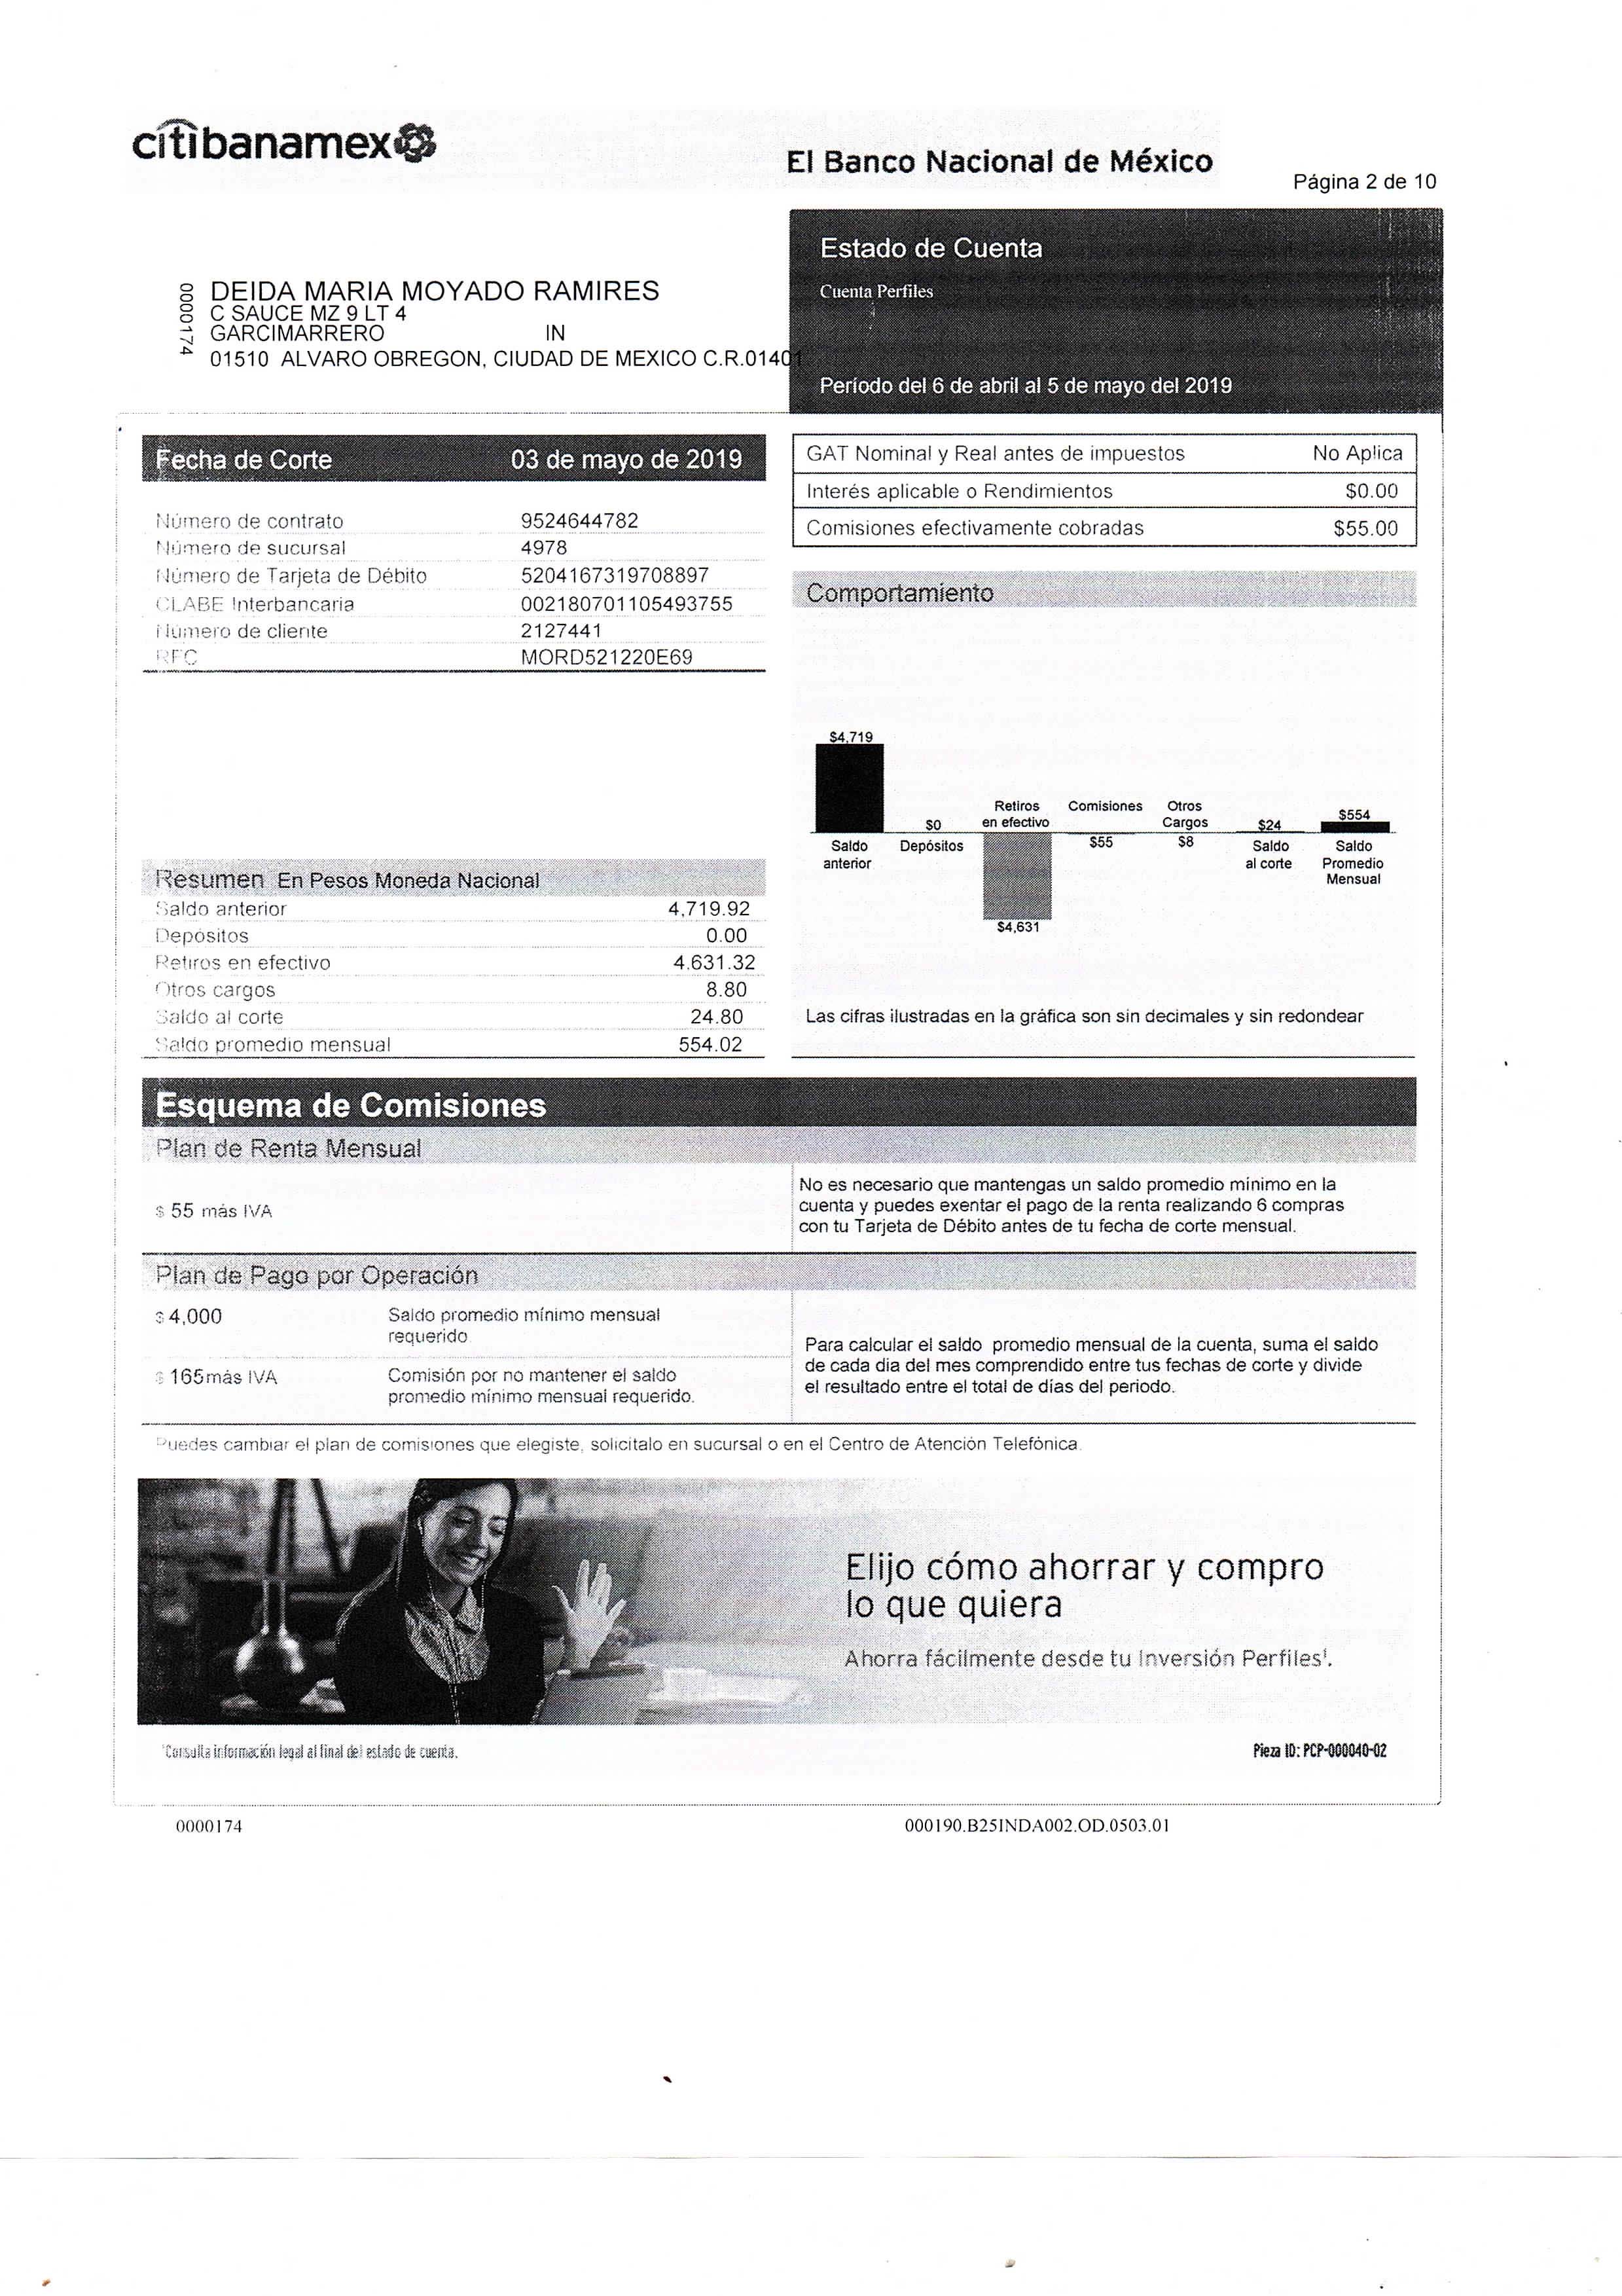 citibanamex
El Banco Nacional de México
Página 2 de 10
Estado de Cuenta
Cuenta Perfiles
Período del 6 de abril al 5 de mayo del 2019
0000174
DEIDA MARIA MOYADO RAMIRES
C SAUCE MZ 9 LT 4
GARCIMARRERO IN
01510 ALVARO OBREGON, CIUDAD DE MEXICO C.R.01401
Fecha de Corte 03 de mayo de 2019
Número de contrato 9524644782
Número de sucursal 4978
Número de Tarjeta de Débito 5204167319708897
CLABE Interbancaria 002180701105493755
Número de cliente 2127441
RFC MORD521220E69
GAT Nominal y Real antes de impuestos No Aplica
Interés aplicable o Rendimientos $0.00
Comisiones efectivamente cobradas $55.00
Comportamiento
$4,719
Saldo anterior
$0
Depósitos
Retiros en efectivo
$4,631
Comisiones
$55
Otros Cargos
$8
$24
Saldo al corte
$554
Saldo Promedio Mensual
Las cifras ilustradas en la gráfica son sin decimales y sin redondear
Resumen En Pesos Moneda Nacional
Saldo anterior 4,719.92
Depósitos 0.00
Retiros en efectivo 4.631.32
Otros cargos 8.80
Saldo al corte 24.80
Saldo promedio mensual 554.02
Esquema de Comisiones
Plan de Renta Mensual
$ 55 más IVA
No es necesario que mantengas un saldo promedio mínimo en la
cuenta y puedes exentar el pago de la renta realizando 6 compras
con tu Tarjeta de Débito antes de tu fecha de corte mensual.
Plan de Pago por Operación
$ 4,000 Saldo promedio mínimo mensual
requerido
$ 165más IVA Comisión por no mantener el saldo
promedio mínimo mensual requerido.
Para calcular el saldo promedio mensual de la cuenta, suma el saldo
de cada dia del mes comprendido entre tus fechas de corte y divide
el resultado entre el total de días del periodo.
Puedes cambiar el plan de comisiones que elegiste, solicítalo en sucursal o en el Centro de Atención Telefónica.
Elijo cómo ahorrar y compro
lo que quiera
Ahorra fácilmente desde tu Inversión Perfiles¹.
¹Consulta información legal al final del estado de cuenta.
Pieza ID: PCP-000040-02
0000174
000190.B25INDA002.OD.0503.01